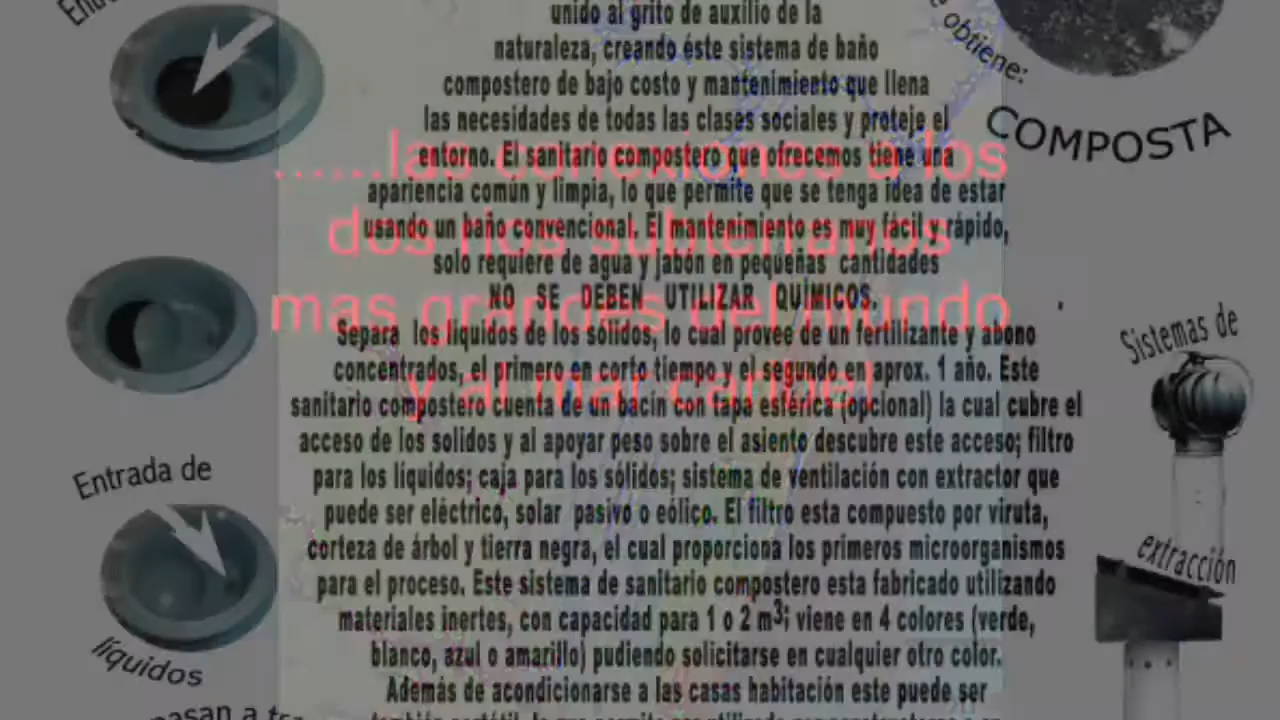 unido al grito de auxilio de la
naturaleza, creando éste sistema de baño
compostero de bajo costo y mantenimiento que llena
las necesidades de todas las clases sociales y proteje el
entorno. El sanitario compostero que ofrecemos tiene una
apariencia común y limpia, lo que permite que se tenga idea de estar
usando un baño convencional. El mantenimiento es muy fácil y rápido,
solo requiere de agua y jabón en pequeñas cantidades
NO SE DEBEN UTILIZAR QUÍMICOS.
Separa los líquidos de los sólidos, lo cual provee de un fertilizante y abono
concentrados, el primero en corto tiempo y el segundo en aprox. 1 año. Este
sanitario compostero cuenta de un bacín con tapa esférica (opcional) la cual cubre el
acceso de los solidos y al apoyar peso sobre el asiento descubre este acceso; filtro
para los líquidos; caja para los sólidos; sistema de ventilación con extractor que
puede ser eléctrico, solar pasivo o eólico. El filtro esta compuesto por viruta,
corteza de árbol y tierra negra, el cual proporciona los primeros microorganismos
para el proceso. Este sistema de sanitario compostero esta fabricado utilizando
materiales inertes, con capacidad para 1 o 2 m³; viene en 4 colores (verde,
blanco, azul o amarillo) pudiendo solicitarse en cualquier otro color.
Además de acondicionarse a las casas habitación este puede ser
......las conexiones a los
dos rios subterraneos
mas grandes del mundo
y al mar caribe!
Entrada de
líquidos
obtiene:
COMPOSTA
Sistemas de
extracción